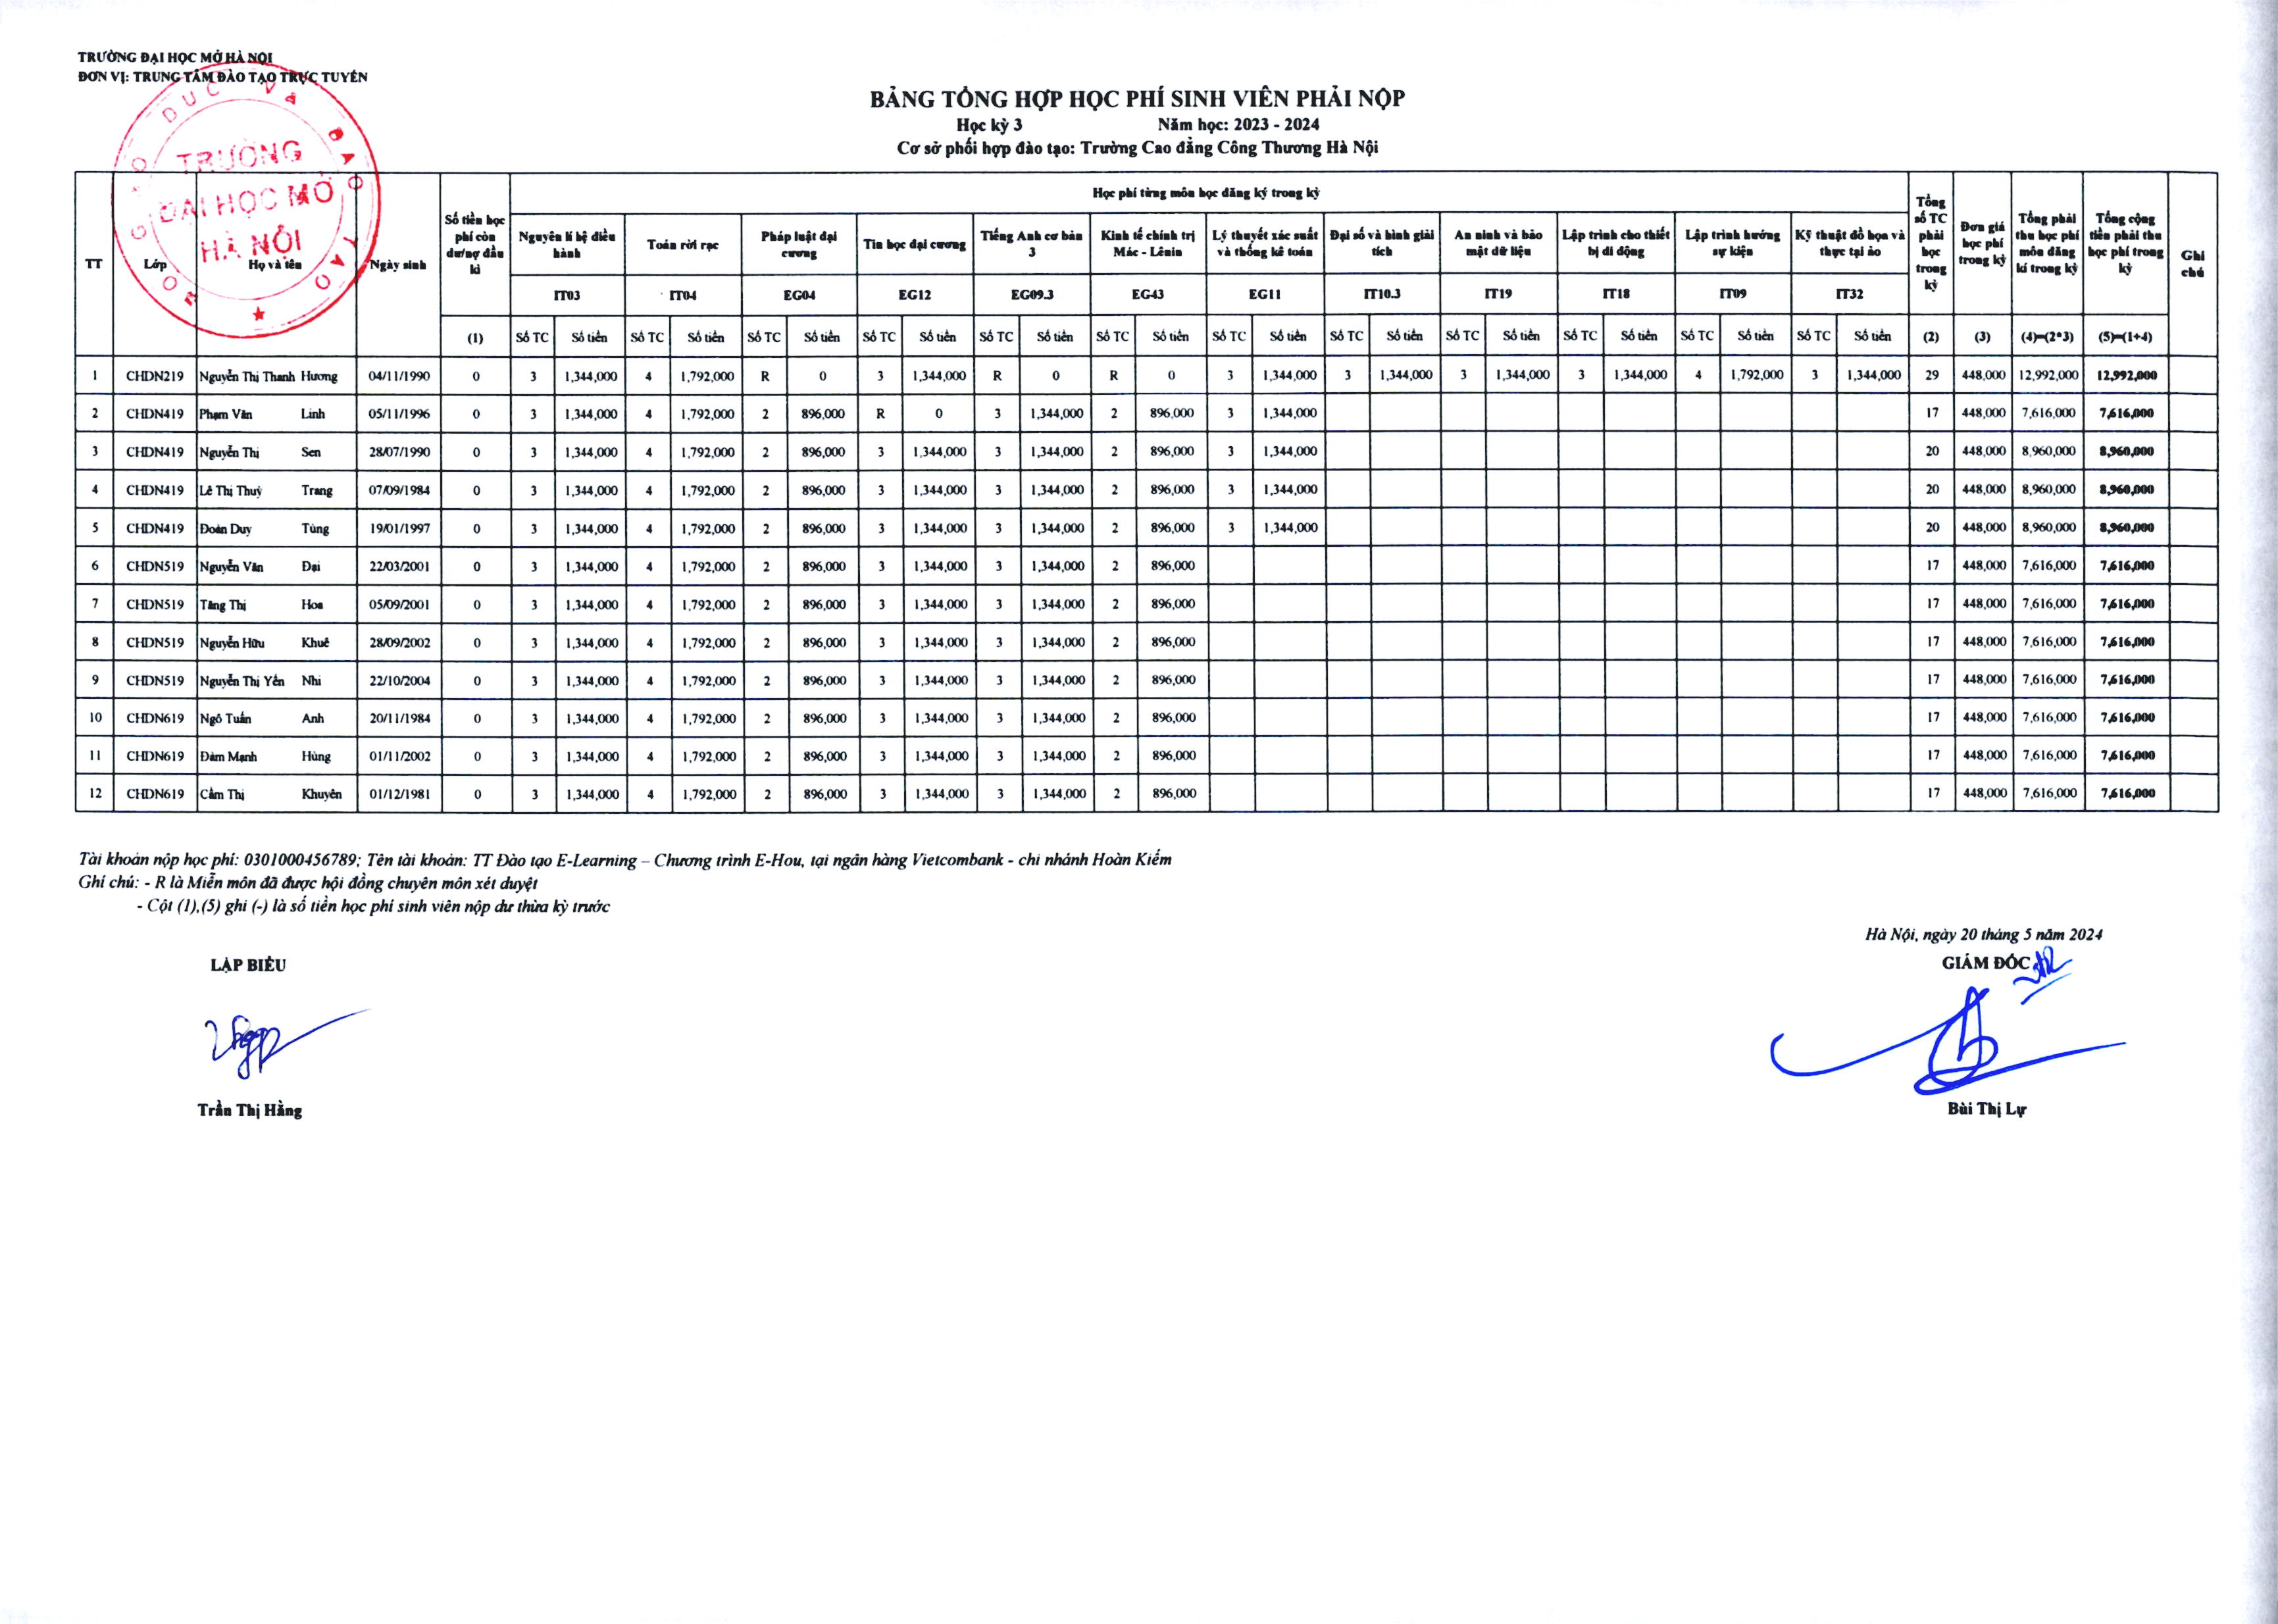 TRƯỜNG ĐẠI HỌC MỞ HÀ NỘI
ĐƠN VỊ: TRUNG TÂM ĐÀO TẠO TRỰC TUYẾN
GIÁO DỤC VÀ ĐÀO TẠO
TRƯỜNG
ĐẠI HỌC MỞ
HÀ NỘI
BẢNG TỔNG HỢP HỌC PHÍ SINH VIÊN PHẢI NỘP
Học kỳ 3 Năm học: 2023 - 2024
Cơ sở phối hợp đào tạo: Trường Cao đẳng Công Thương Hà Nội
TT Lớp Họ và tên Ngày sinh Số tiền học phí còn dư/nợ đầu kì Học phí từng môn học đăng ký trong kỳ Tổng số TC phải học trong kỳ Đơn giá học phí trong kỳ Tổng phải thu học phí môn đăng kí trong kỳ Tổng cộng tiền phải thu học phí trong kỳ Ghi chú
Nguyên lí hệ điều hành Toán rời rạc Pháp luật đại cương Tin học đại cương Tiếng Anh cơ bản 3 Kinh tế chính trị Mác - Lênin Lý thuyết xác suất và thống kê toán Đại số và hình giải tích An ninh và bảo mật dữ liệu Lập trình cho thiết bị di động Lập trình hướng sự kiện Kỹ thuật đồ họa và thực tại ảo
IT03 IT04 EG04 EG12 EG09.3 EG43 EG11 IT10.3 IT19 IT18 IT09 IT32
(1) Số TC Số tiền Số TC Số tiền Số TC Số tiền Số TC Số tiền Số TC Số tiền Số TC Số tiền Số TC Số tiền Số TC Số tiền Số TC Số tiền Số TC Số tiền Số TC Số tiền Số TC Số tiền (2) (3) (4)=(2*3) (5)=(1+4)
1 CHDN219 Nguyễn Thị Thanh Hương 04/11/1990 0 3 1,344,000 4 1,792,000 R 0 3 1,344,000 R 0 R 0 3 1,344,000 3 1,344,000 3 1,344,000 3 1,344,000 4 1,792,000 3 1,344,000 29 448,000 12,992,000 12,992,000
2 CHDN419 Phạm Văn Linh 05/11/1996 0 3 1,344,000 4 1,792,000 2 896,000 R 0 3 1,344,000 2 896,000 3 1,344,000 17 448,000 7,616,000 7,616,000
3 CHDN419 Nguyễn Thị Sen 28/07/1990 0 3 1,344,000 4 1,792,000 2 896,000 3 1,344,000 3 1,344,000 2 896,000 3 1,344,000 20 448,000 8,960,000 8,960,000
4 CHDN419 Lê Thị Thuỳ Trang 07/09/1984 0 3 1,344,000 4 1,792,000 2 896,000 3 1,344,000 3 1,344,000 2 896,000 3 1,344,000 20 448,000 8,960,000 8,960,000
5 CHDN419 Đoàn Duy Tùng 19/01/1997 0 3 1,344,000 4 1,792,000 2 896,000 3 1,344,000 3 1,344,000 2 896,000 3 1,344,000 20 448,000 8,960,000 8,960,000
6 CHDN519 Nguyễn Văn Đại 22/03/2001 0 3 1,344,000 4 1,792,000 2 896,000 3 1,344,000 3 1,344,000 2 896,000 17 448,000 7,616,000 7,616,000
7 CHDN519 Tăng Thị Hoa 05/09/2001 0 3 1,344,000 4 1,792,000 2 896,000 3 1,344,000 3 1,344,000 2 896,000 17 448,000 7,616,000 7,616,000
8 CHDN519 Nguyễn Hữu Khuê 28/09/2002 0 3 1,344,000 4 1,792,000 2 896,000 3 1,344,000 3 1,344,000 2 896,000 17 448,000 7,616,000 7,616,000
9 CHDN519 Nguyễn Thị Yến Nhi 22/10/2004 0 3 1,344,000 4 1,792,000 2 896,000 3 1,344,000 3 1,344,000 2 896,000 17 448,000 7,616,000 7,616,000
10 CHDN619 Ngô Tuấn Anh 20/11/1984 0 3 1,344,000 4 1,792,000 2 896,000 3 1,344,000 3 1,344,000 2 896,000 17 448,000 7,616,000 7,616,000
11 CHDN619 Đàm Mạnh Hùng 01/11/2002 0 3 1,344,000 4 1,792,000 2 896,000 3 1,344,000 3 1,344,000 2 896,000 17 448,000 7,616,000 7,616,000
12 CHDN619 Cầm Thị Khuyên 01/12/1981 0 3 1,344,000 4 1,792,000 2 896,000 3 1,344,000 3 1,344,000 2 896,000 17 448,000 7,616,000 7,616,000
Tài khoản nộp học phí: 0301000456789; Tên tài khoản: TT Đào tạo E-Learning – Chương trình E-Hou, tại ngân hàng Vietcombank - chi nhánh Hoàn Kiếm
Ghi chú: - R là Miễn môn đã được hội đồng chuyên môn xét duyệt
- Cột (1),(5) ghi (-) là số tiền học phí sinh viên nộp dư thừa kỳ trước
Hà Nội, ngày 20 tháng 5 năm 2024
LẬP BIỂU
GIÁM ĐỐC
Trần Thị Hằng
Bùi Thị Lự